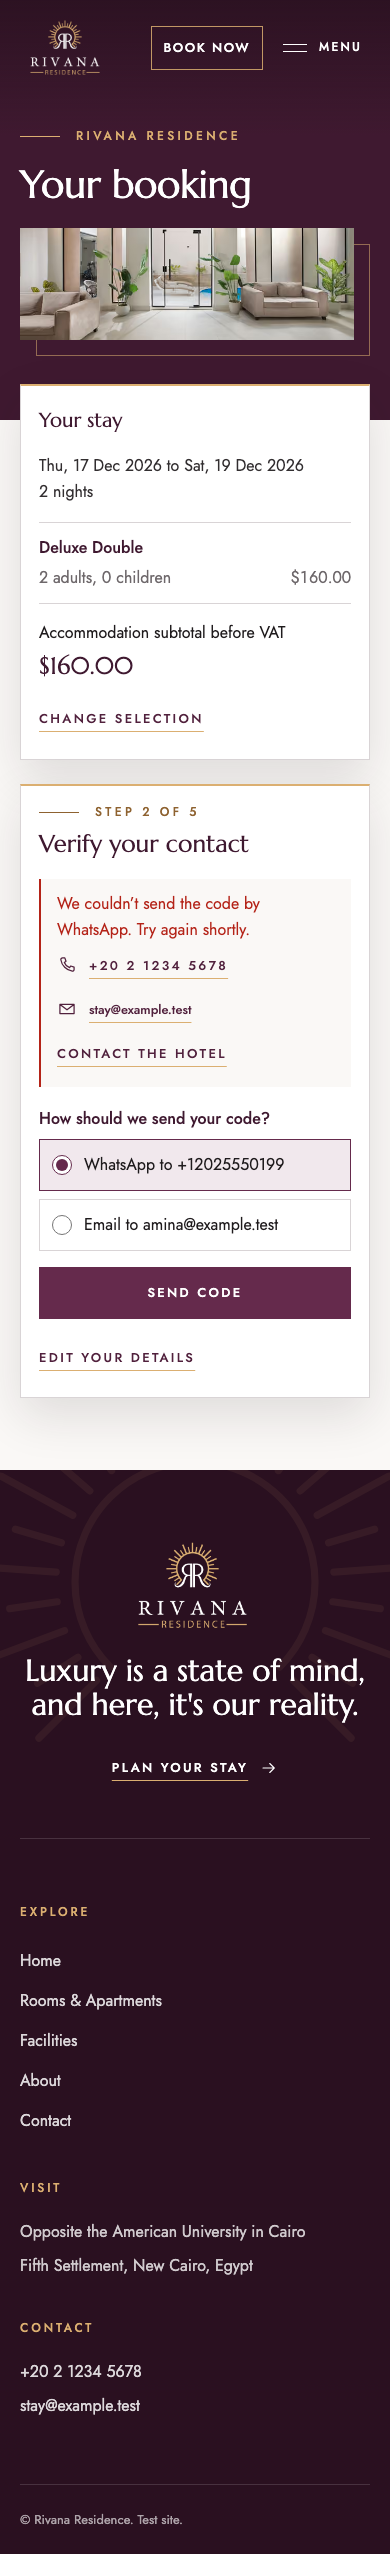 RIVANA
RESIDENCE
BOOK NOW
MENU
RIVANA RESIDENCE
Your booking
Your stay
Thu, 17 Dec 2026 to Sat, 19 Dec 2026
2 nights
Deluxe Double
2 adults, 0 children $160.00
Accommodation subtotal before VAT
$160.00
CHANGE SELECTION
STEP 2 OF 5
Verify your contact
We couldn’t send the code by
WhatsApp. Try again shortly.
+20 2 1234 5678
stay@example.test
CONTACT THE HOTEL
How should we send your code?
WhatsApp to +12025550199
Email to amina@example.test
SEND CODE
EDIT YOUR DETAILS
RIVANA
RESIDENCE
Luxury is a state of mind,
and here, it's our reality.
PLAN YOUR STAY
EXPLORE
Home
Rooms & Apartments
Facilities
About
Contact
VISIT
Opposite the American University in Cairo
Fifth Settlement, New Cairo, Egypt
CONTACT
+20 2 1234 5678
stay@example.test
© Rivana Residence. Test site.